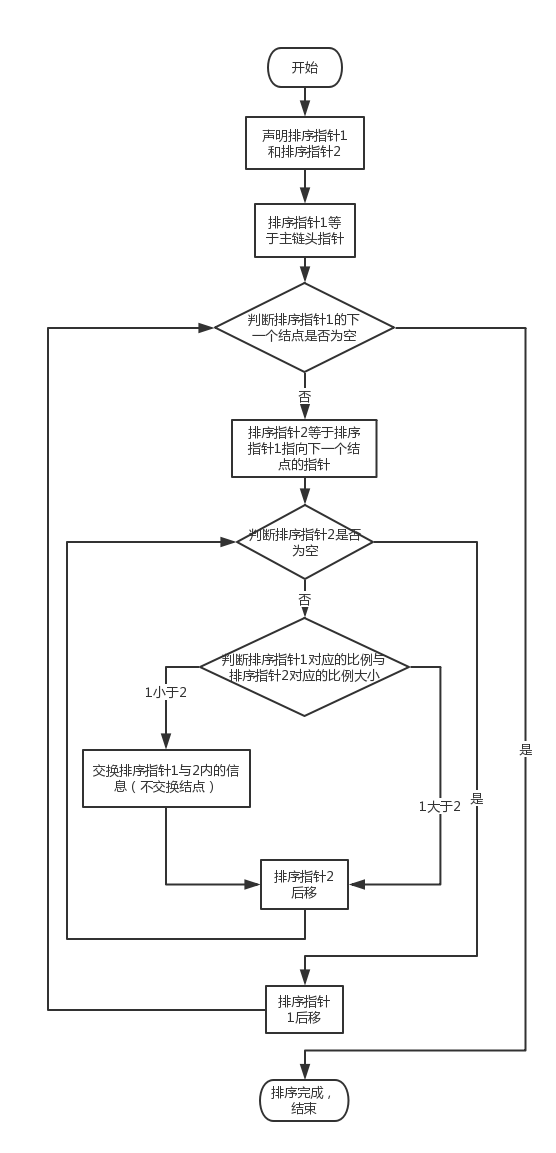 开始
声明排序指针1
和排序指针2
排序指针1等
于主链头指针
判断排序指针1的下
一个结点是否为空
否
排序指针2等于排序
指针1指向下一个结
点的指针
判断排序指针2是否
为空
否
判断排序指针1对应的比例与
排序指针2对应的比例大小
1小于2
交换排序指针1与2内的信
息（不交换结点）
1大于2
是
是
排序指针2
后移
排序指针
1后移
排序完成，
结束